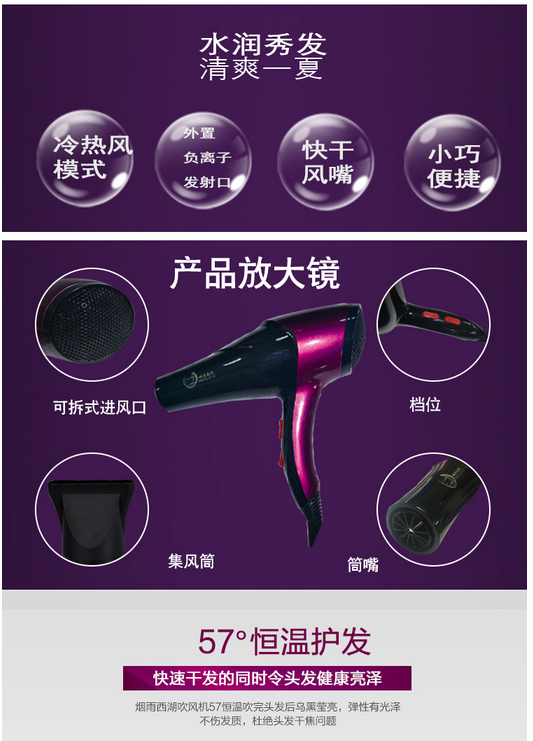 水润秀发
清爽一夏
冷热风
模式
外置
负离子
发射口
快干
风嘴
小巧
便捷
产品放大镜
可拆式进风口
档位
集风筒
筒嘴
57°恒温护发
快速干发的同时令头发健康亮泽
烟雨西湖吹风机57恒温吹完头发后乌黑莹亮，弹性有光泽
不伤发质，杜绝头发干焦问题